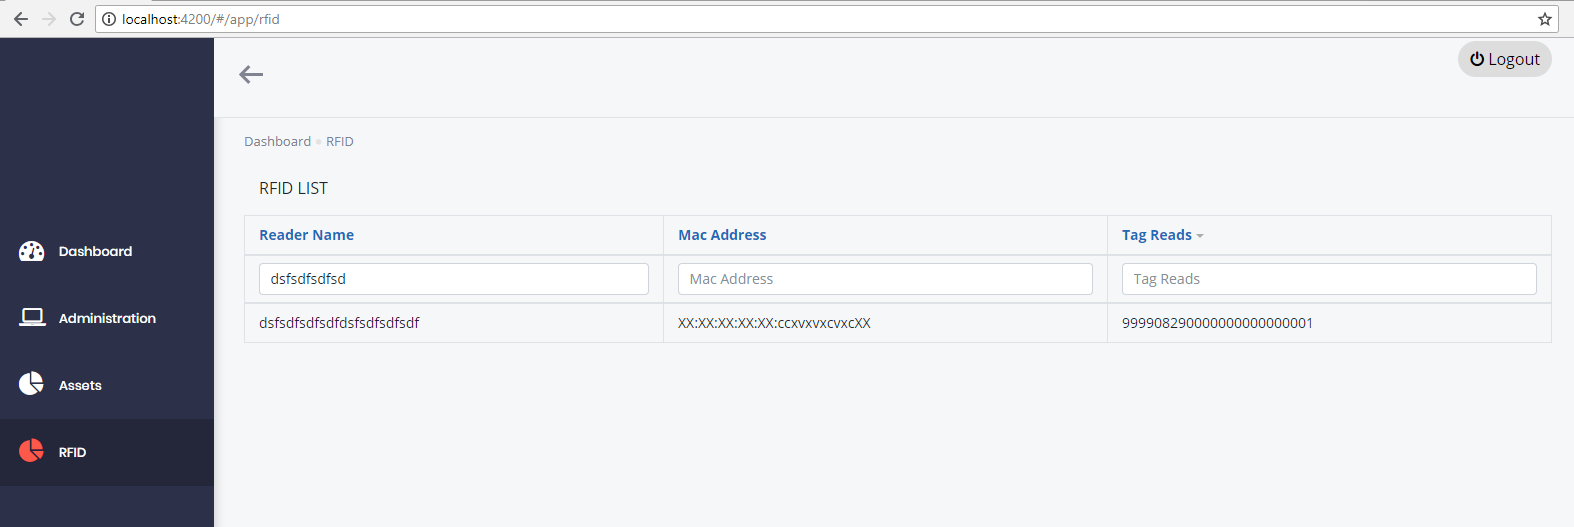 localhost:4200/#/app/rfid
Logout
Dashboard RFID
RFID LIST
Reader Name Mac Address Tag Reads
dsfsdfsdfsd Mac Address Tag Reads
dsfsdfsdfsdfdsfsdfsdfsdf XX:XX:XX:XX:XX:ccxvxvxcvxcXX 999908290000000000000001
Dashboard
Administration
Assets
RFID